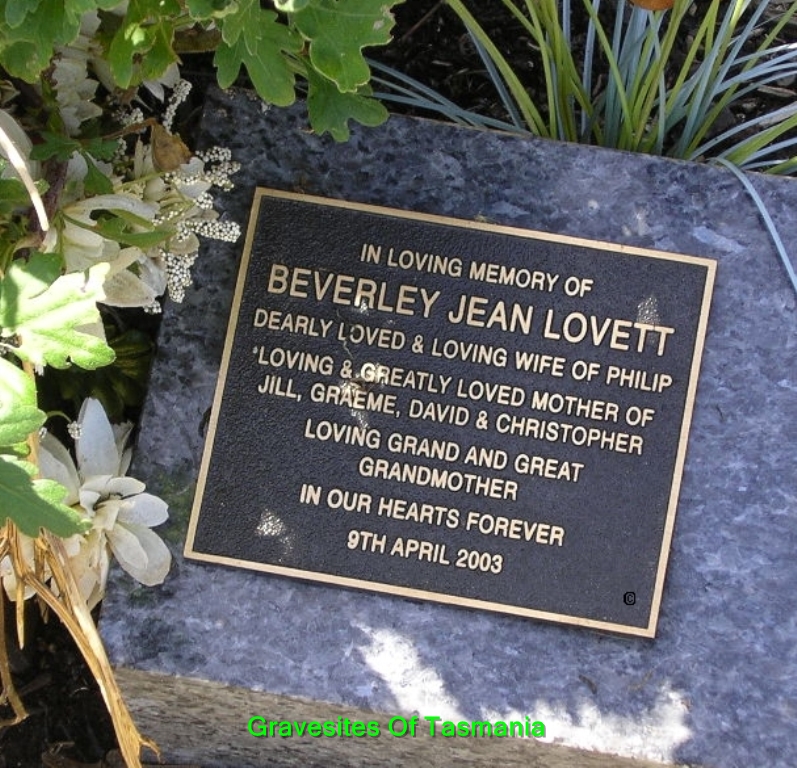 IN LOVING MEMORY OF
BEVERLEY JEAN LOVETT
DEARLY LOVED & LOVING WIFE OF PHILIP
'LOVING & GREATLY LOVED MOTHER OF
JILL, GRAEME, DAVID & CHRISTOPHER
LOVING GRAND AND GREAT
GRANDMOTHER
IN OUR HEARTS FOREVER
9TH APRIL 2003
©
Gravesites Of Tasmania